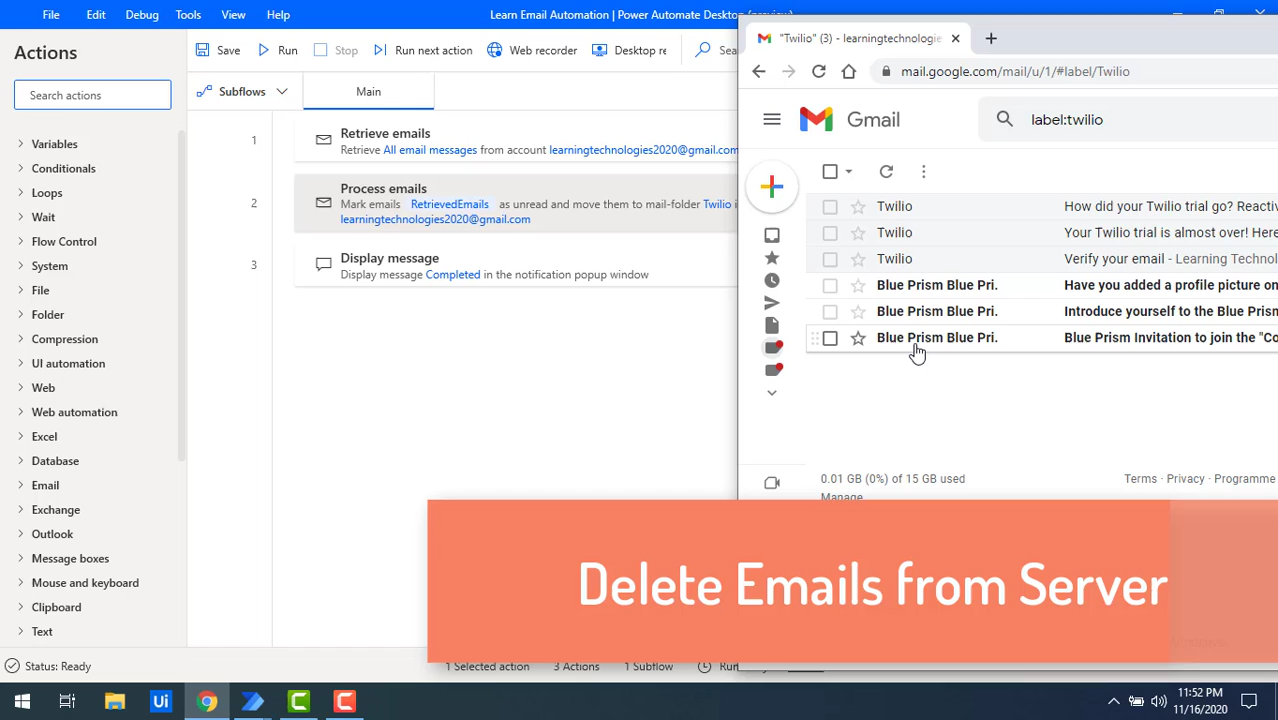 File Edit Debug Tools View Help
Learn Email Automation | Power Automate Desktop (preview)
Actions
Save Run Stop Run next action Web recorder Desktop re Sea
Search actions
Subflows Main
Variables
Conditionals
Loops
Wait
Flow Control
System
File
Folder
Compression
UI automation
Web
Web automation
Excel
Database
Email
Exchange
Outlook
Message boxes
Mouse and keyboard
Clipboard
Text
1 Retrieve emails
Retrieve All email messages from account learningtechnologies2020@gmail.com
2 Process emails
Mark emails RetrievedEmails as unread and move them to mail-folder Twilio i
learningtechnologies2020@gmail.com
3 Display message
Display message Completed in the notification popup window
"Twilio" (3) - learningtechnologie
mail.google.com/mail/u/1/#label/Twilio
Gmail
label:twilio
Twilio How did your Twilio trial go? Reactiv
Twilio Your Twilio trial is almost over! Here
Twilio Verify your email - Learning Technol
Blue Prism Blue Pri. Have you added a profile picture on
Blue Prism Blue Pri. Introduce yourself to the Blue Prism
Blue Prism Blue Pri. Blue Prism Invitation to join the "Co
0.01 GB (0%) of 15 GB used
Manage
Terms · Privacy · Programme
Delete Emails from Server
Status: Ready 1 Selected action 3 Actions 1 Subflow Run
Ui
11:52 PM
11/16/2020